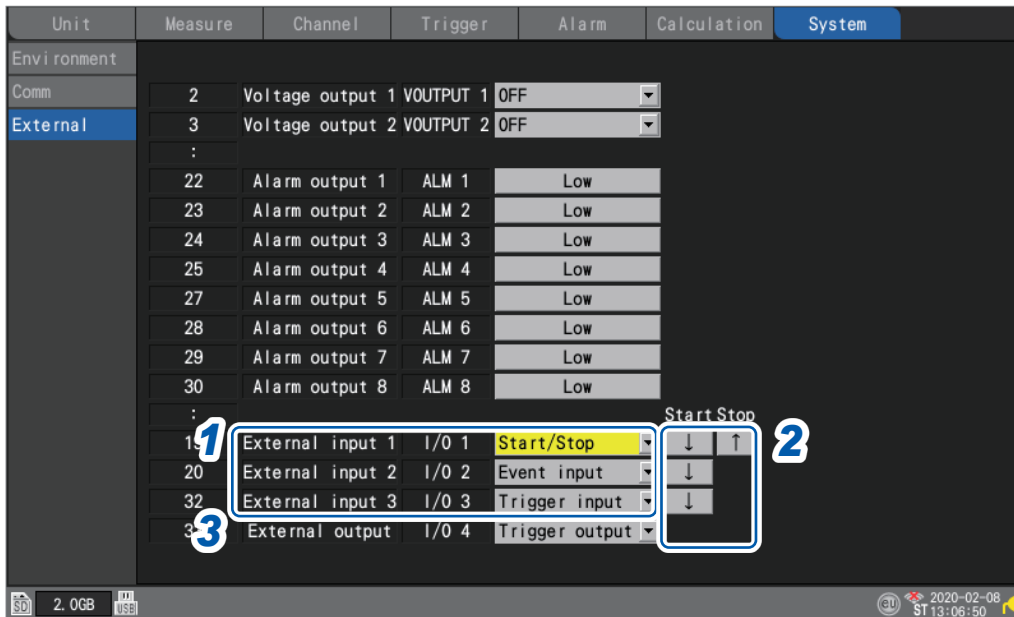 Unit Measure Channel Trigger Alarm Calculation System
Environment
Comm
External
2 Voltage output 1 VOUTPUT 1 OFF
3 Voltage output 2 VOUTPUT 2 OFF
:
22 Alarm output 1 ALM 1 Low
23 Alarm output 2 ALM 2 Low
24 Alarm output 3 ALM 3 Low
25 Alarm output 4 ALM 4 Low
27 Alarm output 5 ALM 5 Low
28 Alarm output 6 ALM 6 Low
29 Alarm output 7 ALM 7 Low
30 Alarm output 8 ALM 8 Low
: Start Stop
1 External input 1 I/O 1 Start/Stop ↓ ↑ 2
20 External input 2 I/O 2 Event input ↓
32 External input 3 I/O 3 Trigger input ↓
3 External output I/O 4 Trigger output
SD 2.0GB USB EU 2020-02-08
ST 13:06:50